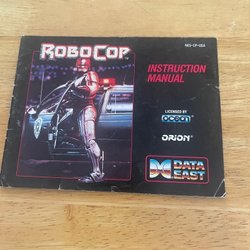 NES-CP-USA
ROBOCOP
INSTRUCTION
MANUAL
LICENSED BY
ocean
ORION
DATA
EAST